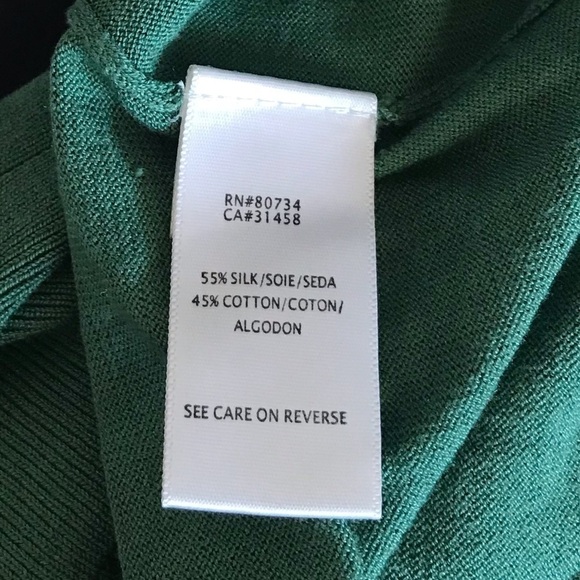 RN#80734
CA#31458
55% SILK/SOIE/SEDA
45% COTTON/COTON/
ALGODON
SEE CARE ON REVERSE